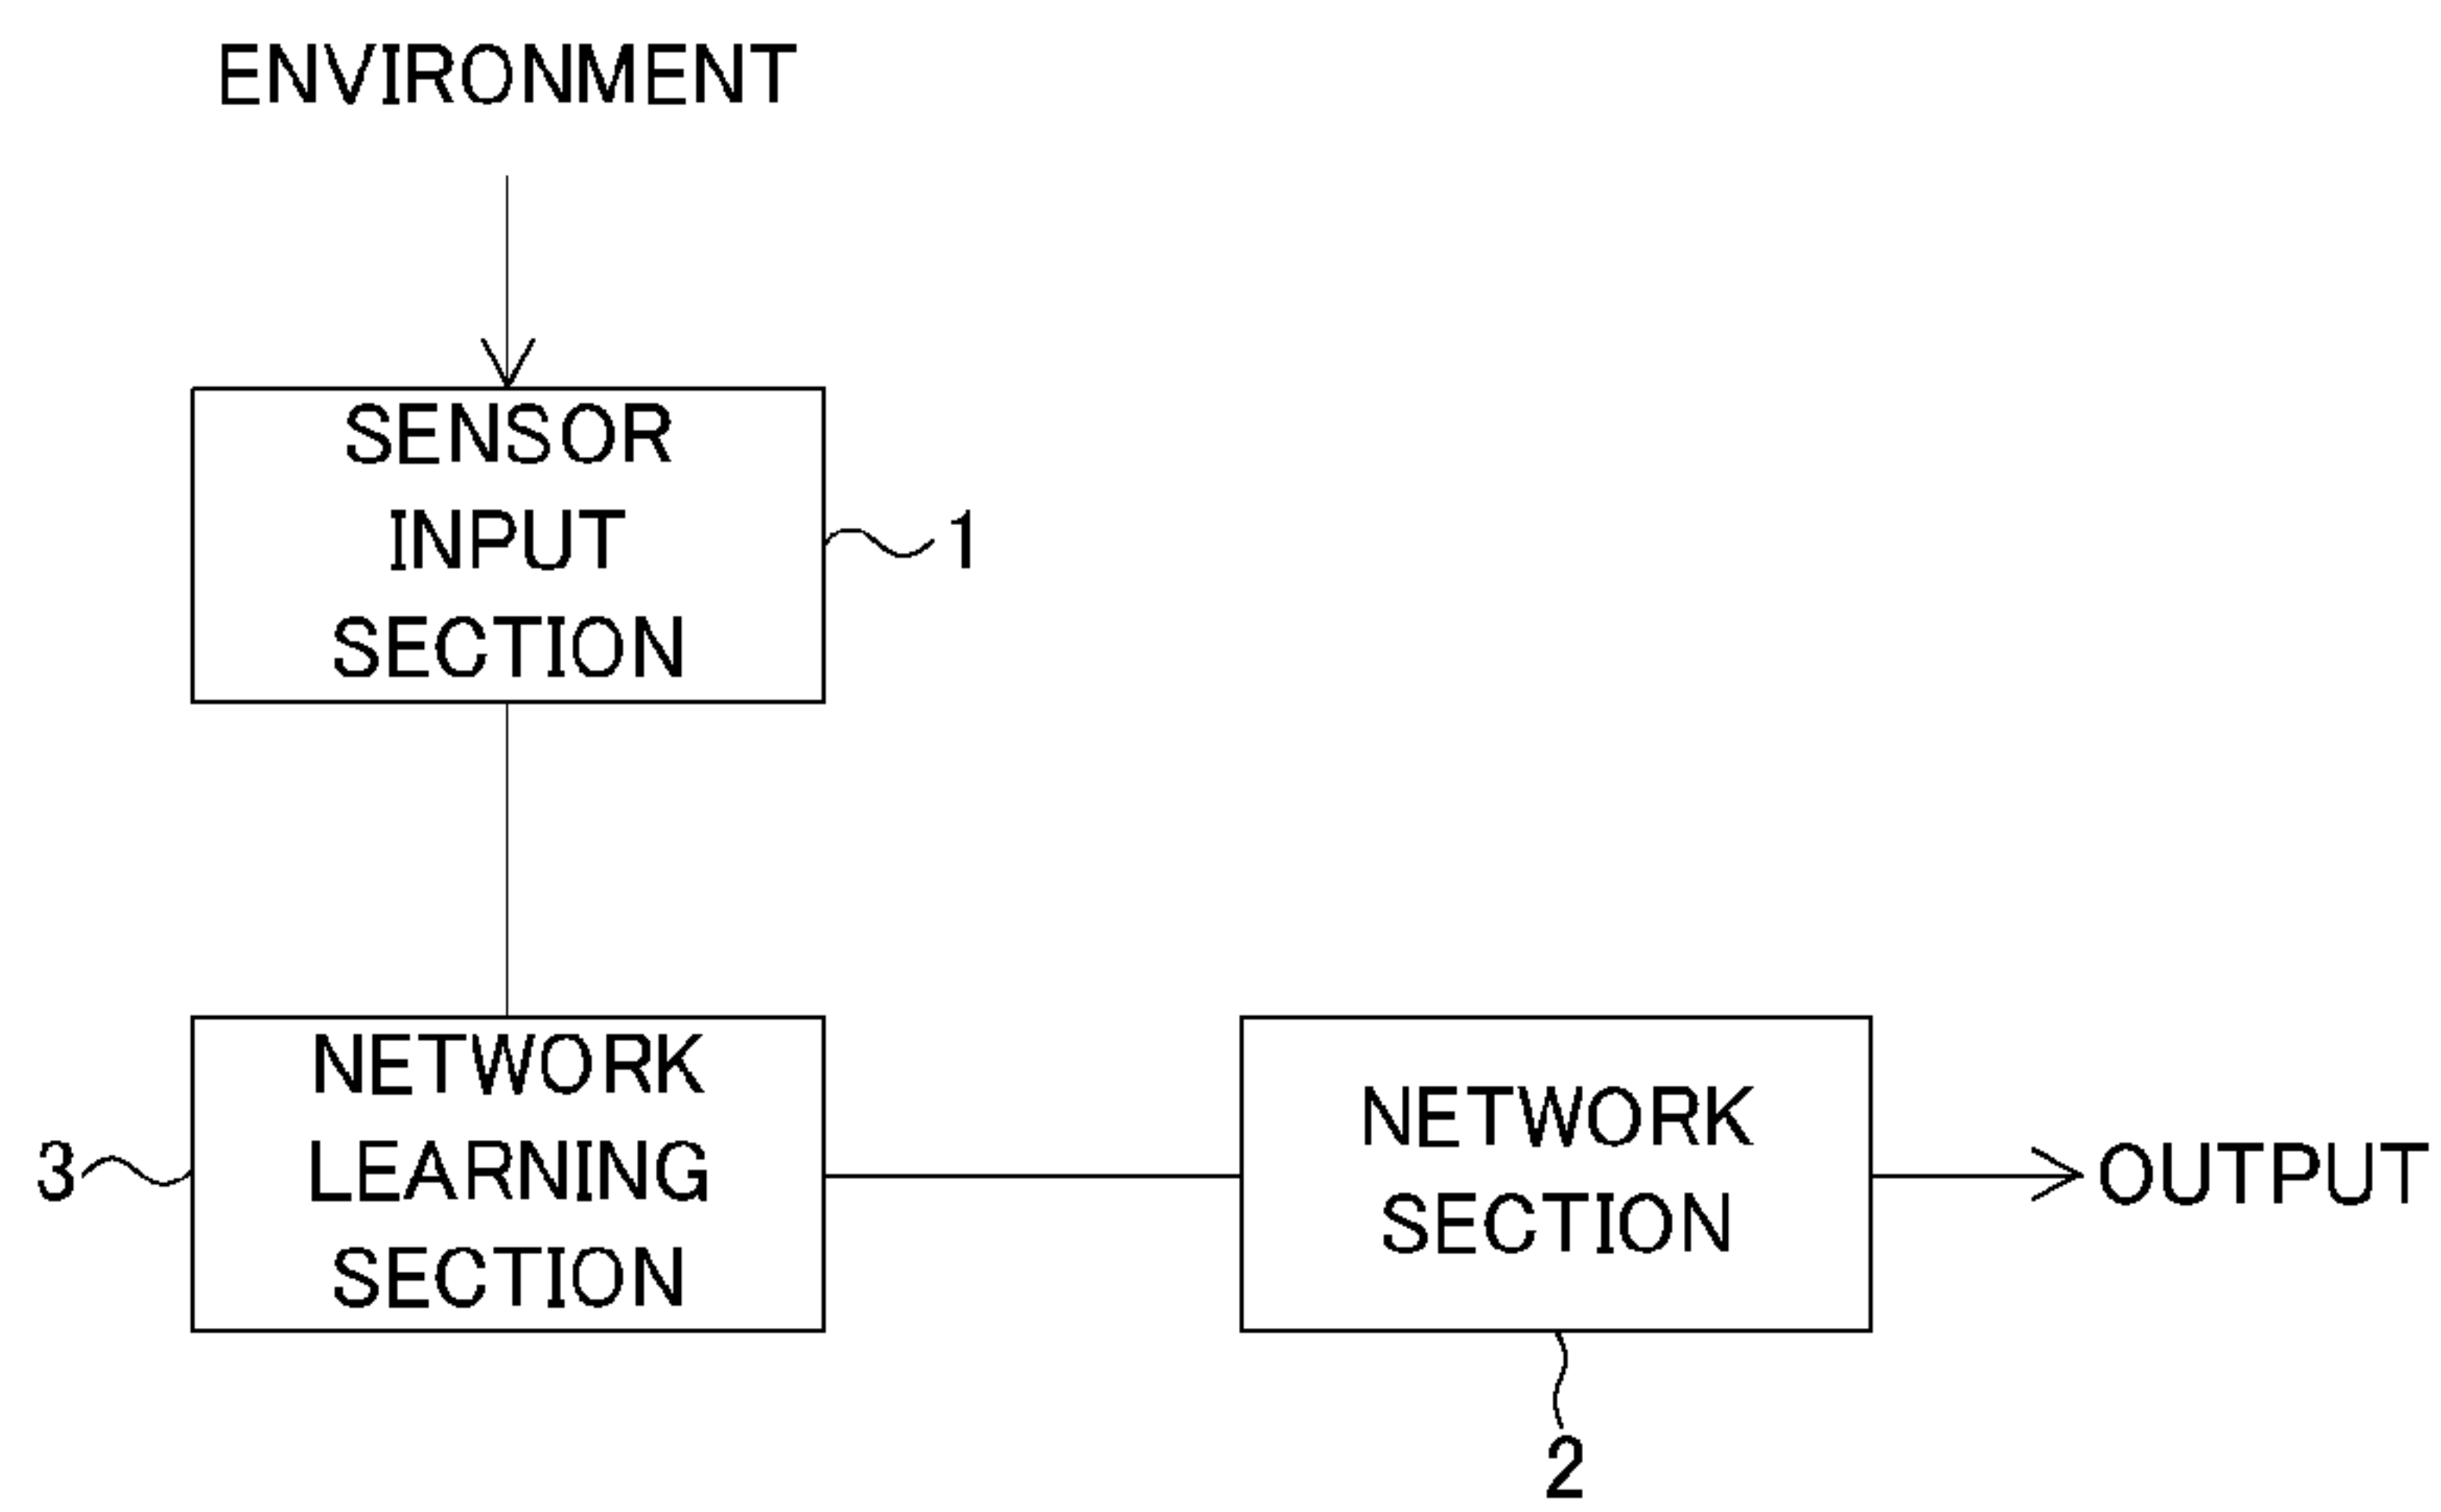 ENVIRONMENT
SENSOR
INPUT
SECTION
1
NETWORK
LEARNING
SECTION
3
NETWORK
SECTION
2
OUTPUT